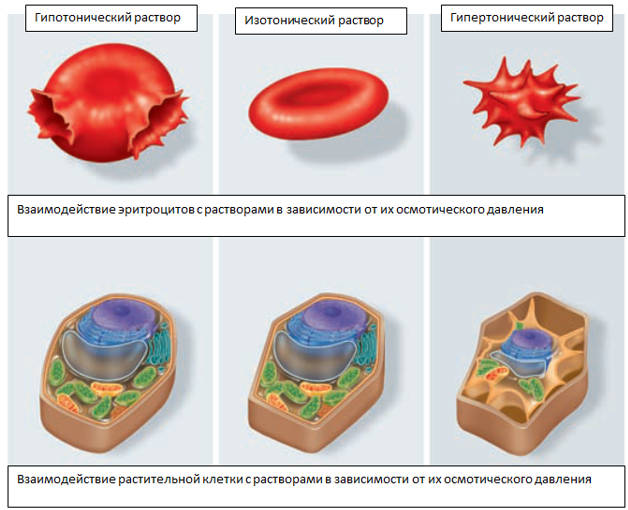 Гипотонический раствор
Изотонический раствор
Гипертонический раствор
Взаимодействие эритроцитов с растворами в зависимости от их осмотического давления
Взаимодействие растительной клетки с растворами в зависимости от их осмотического давления